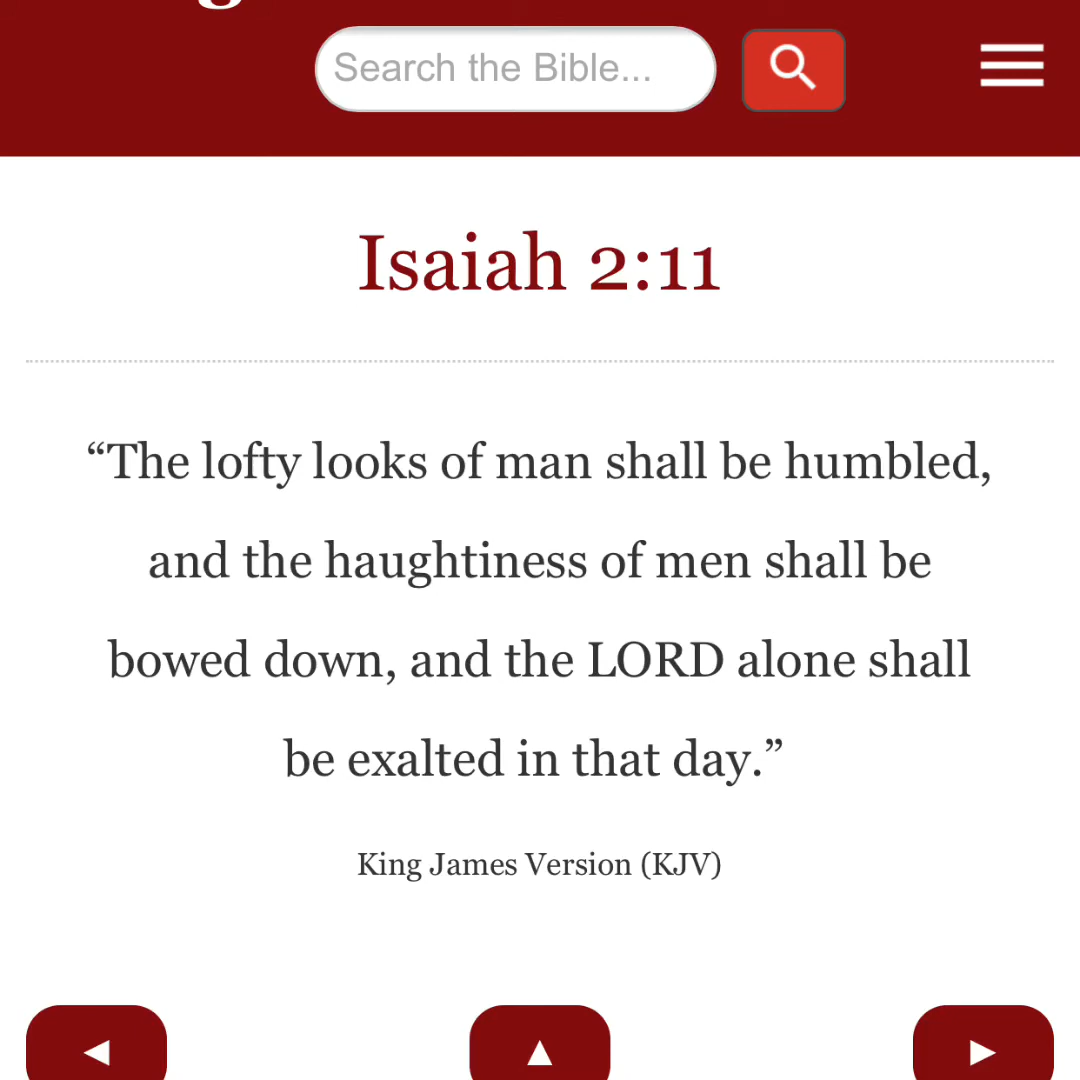 Search the Bible...
Isaiah 2:11
“The lofty looks of man shall be humbled,
and the haughtiness of men shall be
bowed down, and the LORD alone shall
be exalted in that day.”
King James Version (KJV)